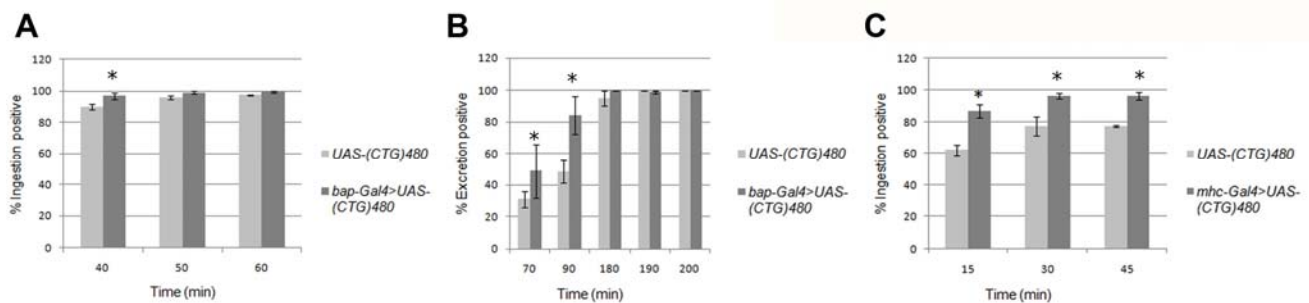 A
120
100
80
60
40
20
0
% Ingestion positive
*
40 50 60
Time (min)
UAS-(CTG)480
bap-Gal4>UAS-
(CTG)480
B
120
100
80
60
40
20
0
% Excretion positive
*
*
70 90 180 190 200
Time (min)
UAS-(CTG)480
bap-Gal4>UAS-
(CTG)480
C
120
100
80
60
40
20
0
% Ingestion positive
* * *
15 30 45
Time (min)
UAS-(CTG)480
mhc-Gal4>UAS-
(CTG)480